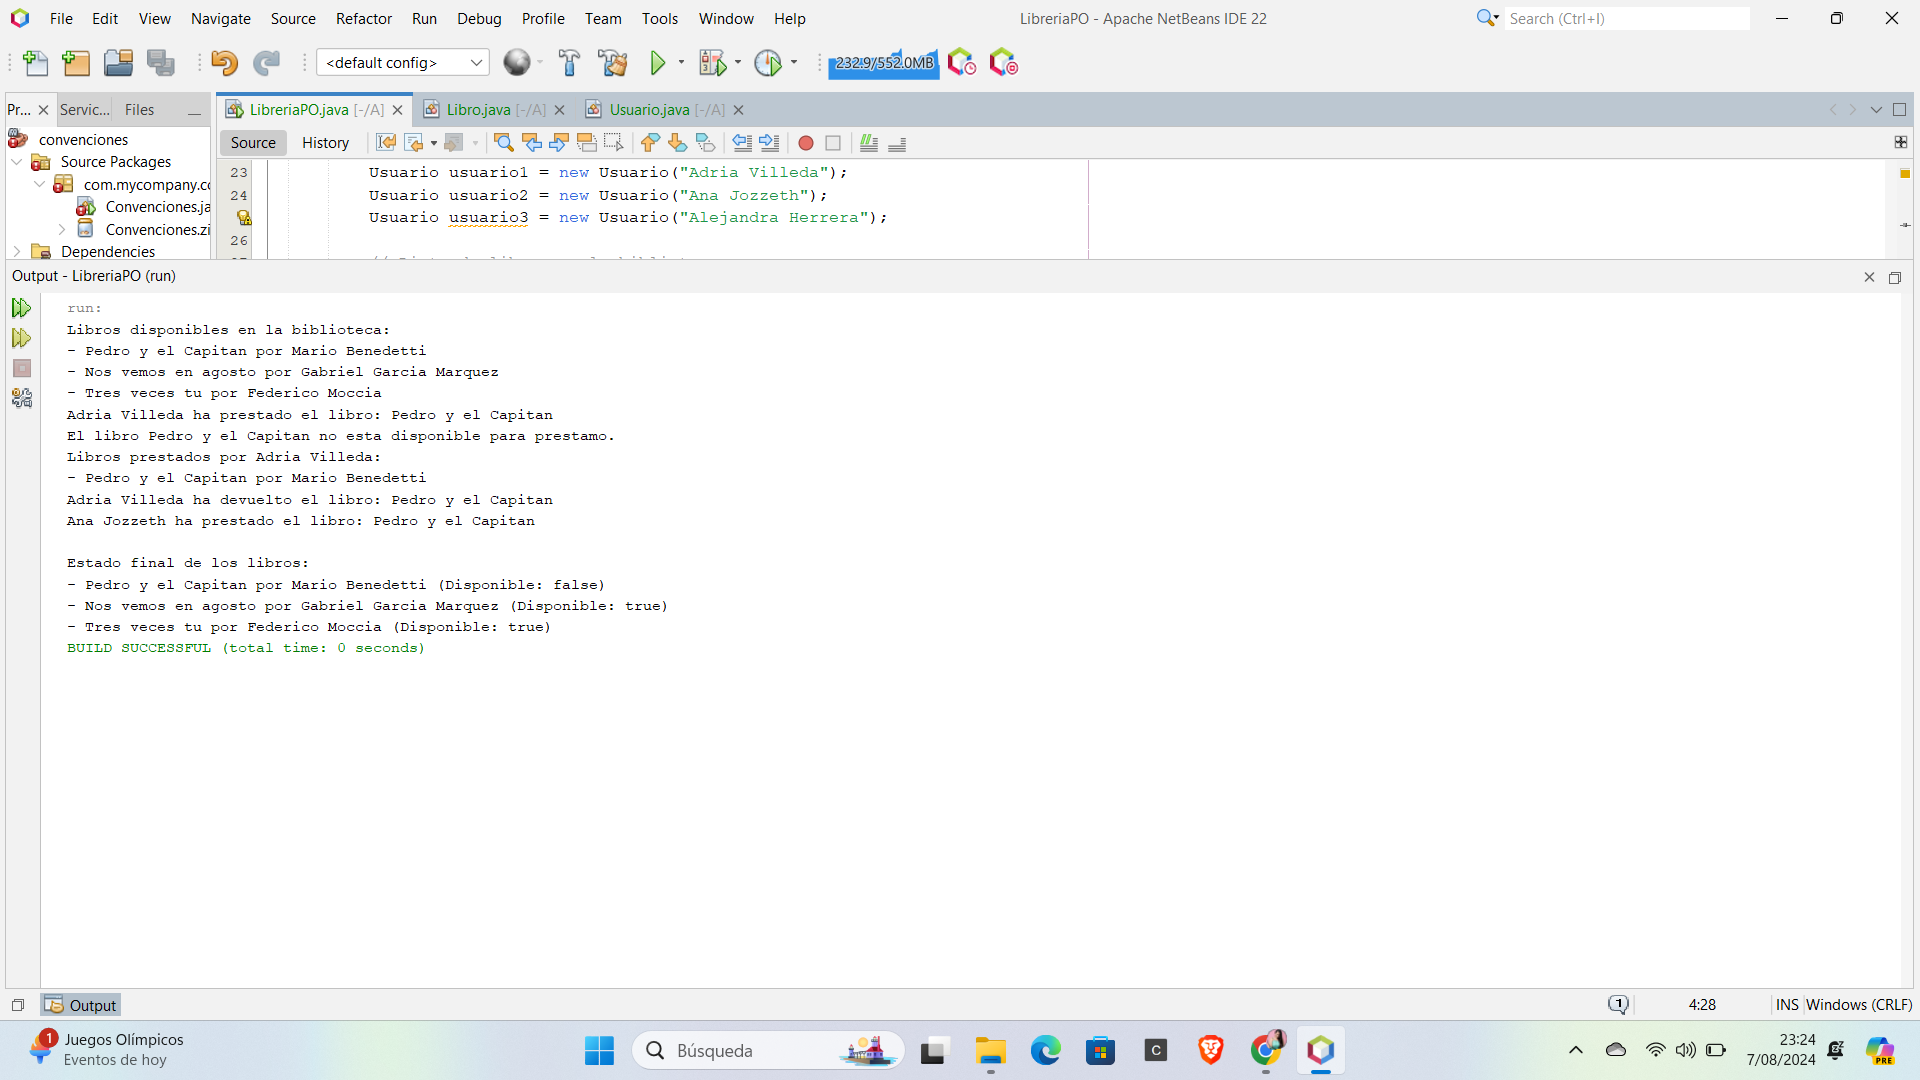 File Edit View Navigate Source Refactor Run Debug Profile Team Tools Window Help
LibreriaPO - Apache NetBeans IDE 22
Search (Ctrl+I)
<default config>
232.9/552.0MB
Pr... Servic... Files
LibreriaPO.java [-/A] Libro.java [-/A] Usuario.java [-/A]
Source History
convenciones
Source Packages
com.mycompany.co
Convenciones.ja
Convenciones.zi
Dependencies
23 Usuario usuario1 = new Usuario("Adria Villeda");
24 Usuario usuario2 = new Usuario("Ana Jozzeth");
Usuario usuario3 = new Usuario("Alejandra Herrera");
26
Output - LibreriaPO (run)
run:
Libros disponibles en la biblioteca:
- Pedro y el Capitan por Mario Benedetti
- Nos vemos en agosto por Gabriel Garcia Marquez
- Tres veces tu por Federico Moccia
Adria Villeda ha prestado el libro: Pedro y el Capitan
El libro Pedro y el Capitan no esta disponible para prestamo.
Libros prestados por Adria Villeda:
- Pedro y el Capitan por Mario Benedetti
Adria Villeda ha devuelto el libro: Pedro y el Capitan
Ana Jozzeth ha prestado el libro: Pedro y el Capitan
Estado final de los libros:
- Pedro y el Capitan por Mario Benedetti (Disponible: false)
- Nos vemos en agosto por Gabriel Garcia Marquez (Disponible: true)
- Tres veces tu por Federico Moccia (Disponible: true)
BUILD SUCCESSFUL (total time: 0 seconds)
Output
1
4:28
INS
Windows (CRLF)
1
Juegos Olímpicos
Eventos de hoy
Búsqueda
C
23:24
7/08/2024
PRE